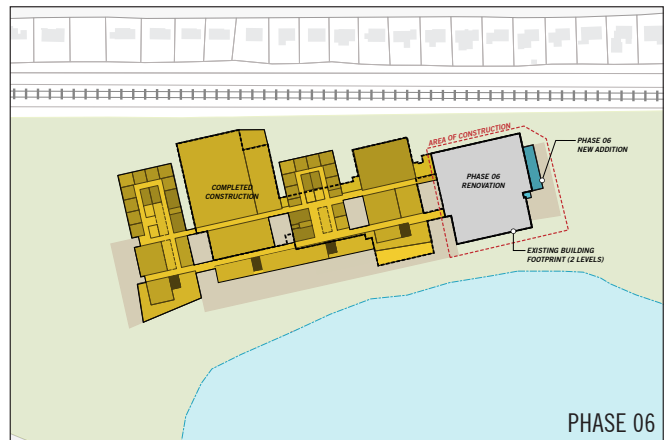 AREA OF CONSTRUCTION
PHASE 06
NEW ADDITION
COMPLETED
CONSTRUCTION
PHASE 06
RENOVATION
EXISTING BUILDING
FOOTPRINT (2 LEVELS)
PHASE 06